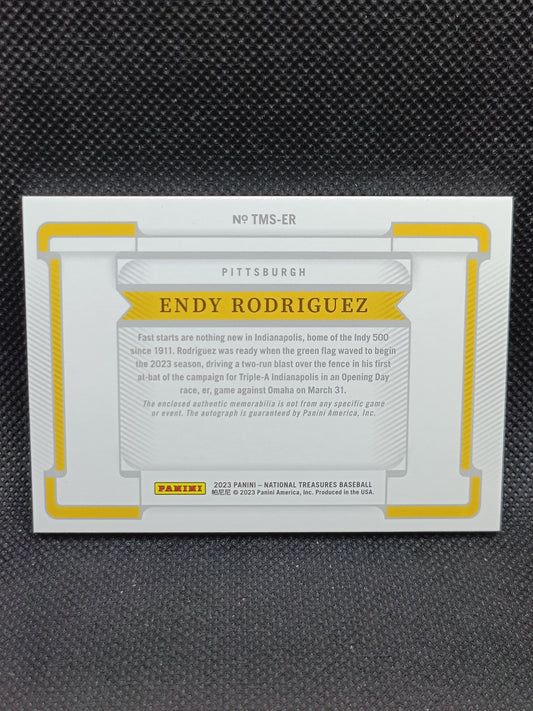 Nº TMS-ER
PITTSBURGH
ENDY RODRIGUEZ
Fast starts are nothing new in Indianapolis, home of the Indy 500
since 1911. Rodriguez was ready when the green flag waved to begin
the 2023 season, driving a two-run blast over the fence in his first
at-bat of the campaign for Triple-A Indianapolis in an Opening Day
race, er, game against Omaha on March 31.
The enclosed authentic memorabilia is not from any specific game
or event. The autograph is guaranteed by Panini America, Inc.
PANINI
2023 PANINI – NATIONAL TREASURES BASEBALL
帕尼尼 © 2023 Panini America, Inc. Produced in the USA.